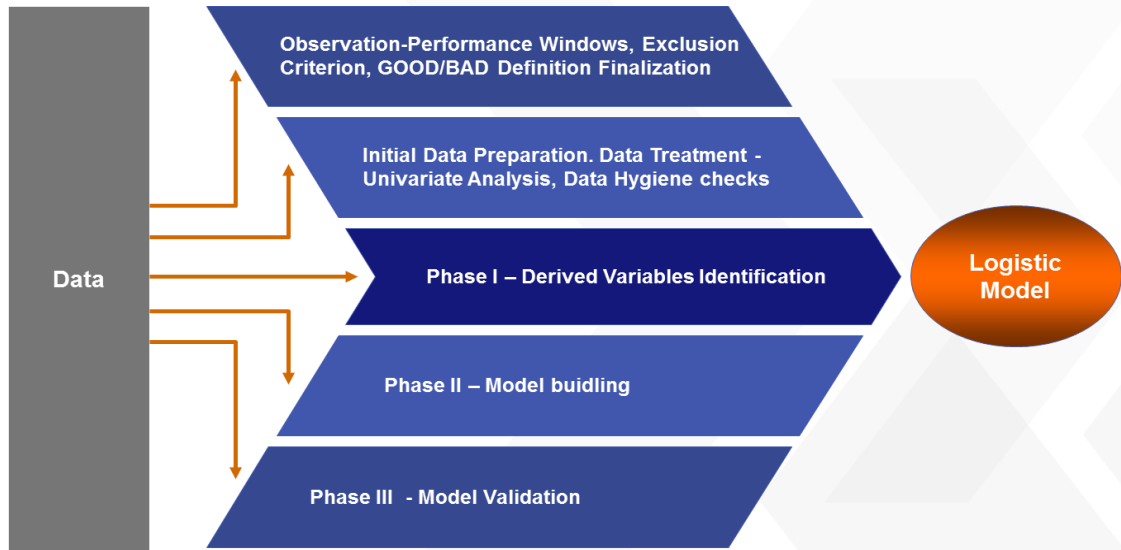 Observation-Performance Windows, Exclusion
Criterion, GOOD/BAD Definition Finalization
Initial Data Preparation. Data Treatment -
Univariate Analysis, Data Hygiene checks
Data
Phase I – Derived Variables Identification
Logistic
Model
Phase II – Model buidling
Phase III - Model Validation